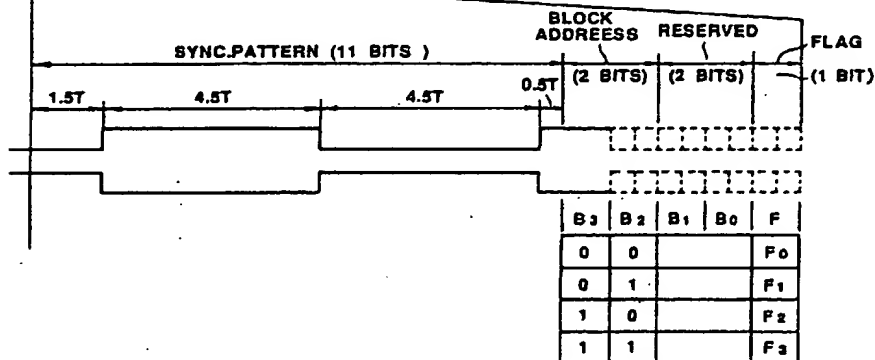 BLOCK
ADDREESS RESERVED
FLAG
SYNC.PATTERN (11 BITS )
(2 BITS) (2 BITS) (1 BIT)
1.5T 4.5T 4.5T 0.5T
B3 B2 B1 B0 F
0 0 F0
0 1 F1
1 0 F2
1 1 F3